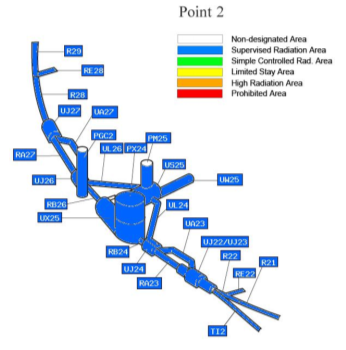 Point 2
Non-designated Area
Supervised Radiation Area
Simple Controlled Rad. Area
Limited Stay Area
High Radiation Area
Prohibited Area
R29
RE28
R28
UJ27
UA27
PGC2
UL26
PX24
PM25
RA27
US25
UJ26
UW25
RB26
UL24
UX25
UA23
UJ22/UJ23
RB24
R22
R21
UJ24
RE22
RA23
TI2